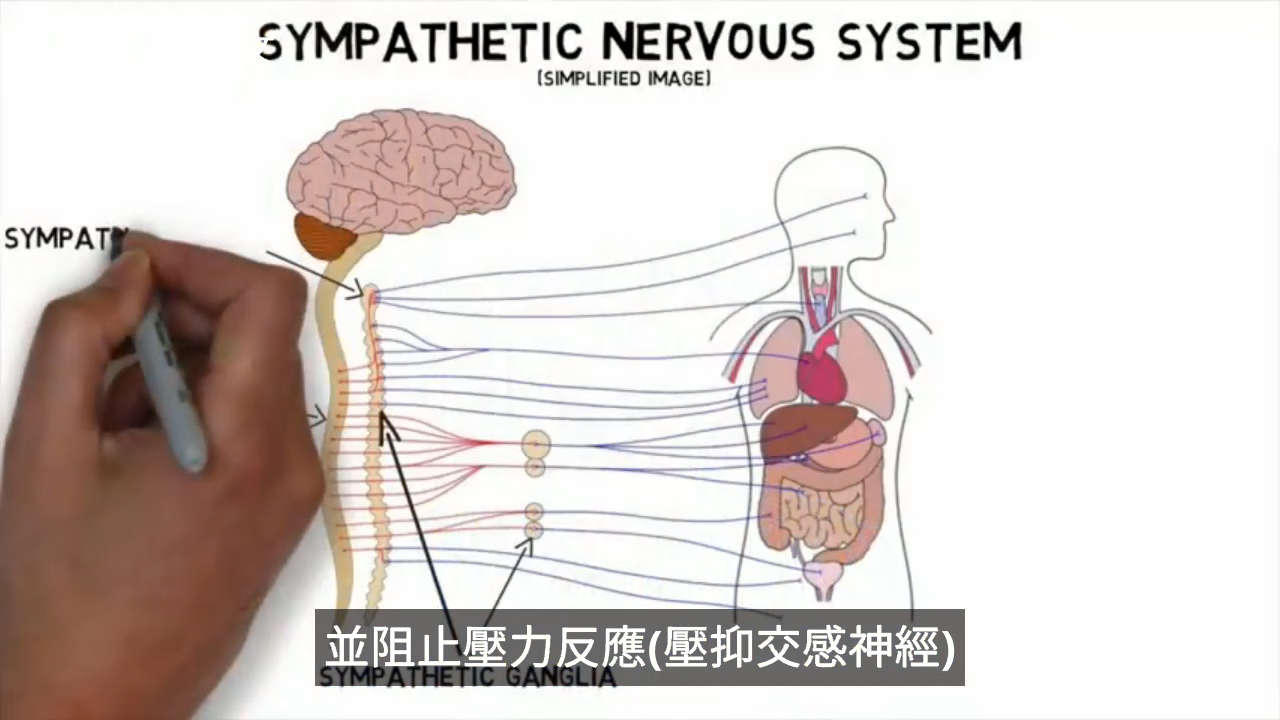 SYMPATHETIC NERVOUS SYSTEM
(SIMPLIFIED IMAGE)
SYMPAT
並阻止壓力反應(壓抑交感神經)
SYMPATHETIC GANGLIA